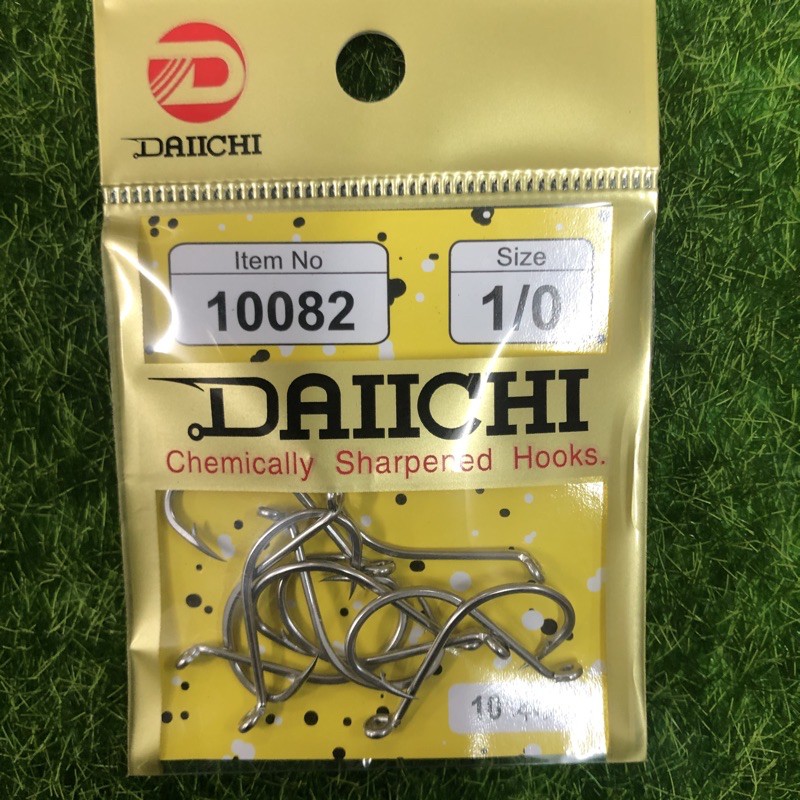 DAIICHI
Item No
10082
Size
1/0
DAIICHI
Chemically Sharpened Hooks.